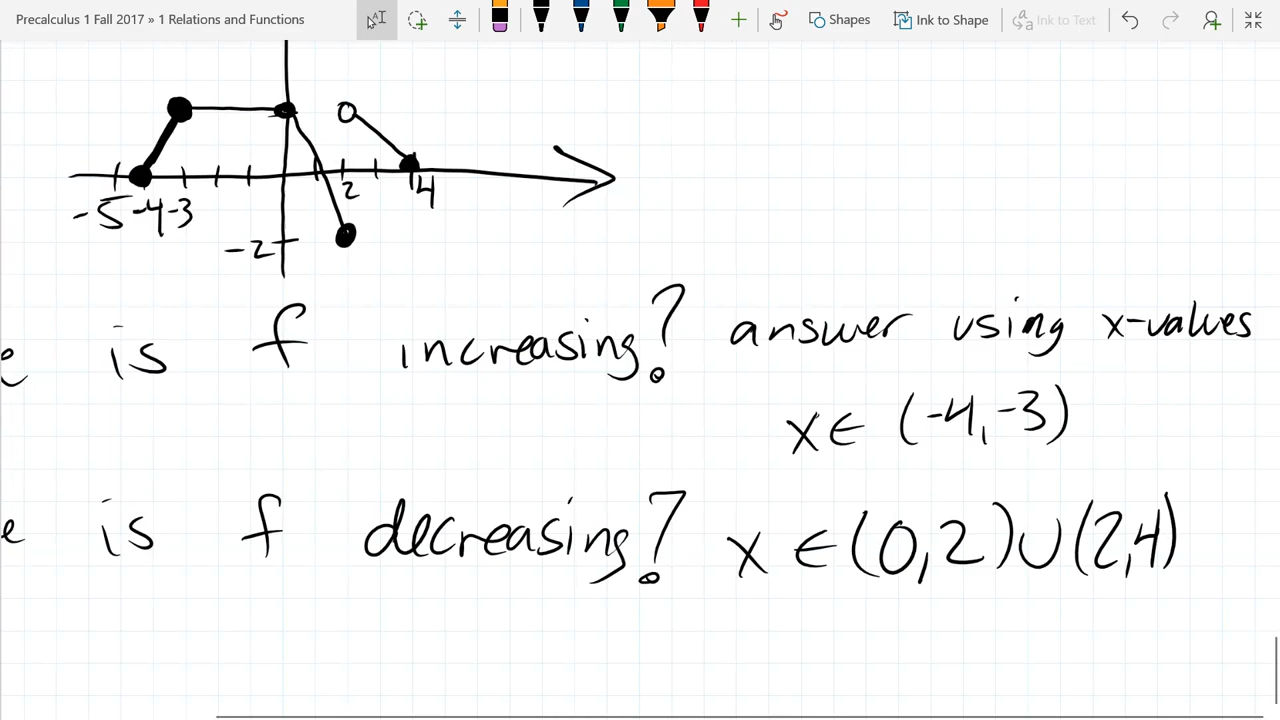 Precalculus 1 Fall 2017 » 1 Relations and Functions
Shapes
Ink to Shape
Ink to Text
-5 -4 -3
2
4
-2
e is f increasing? answer using x-values
x ∈ (-4, -3)
e is f decreasing? x ∈ (0, 2) ∪ (2, 4)